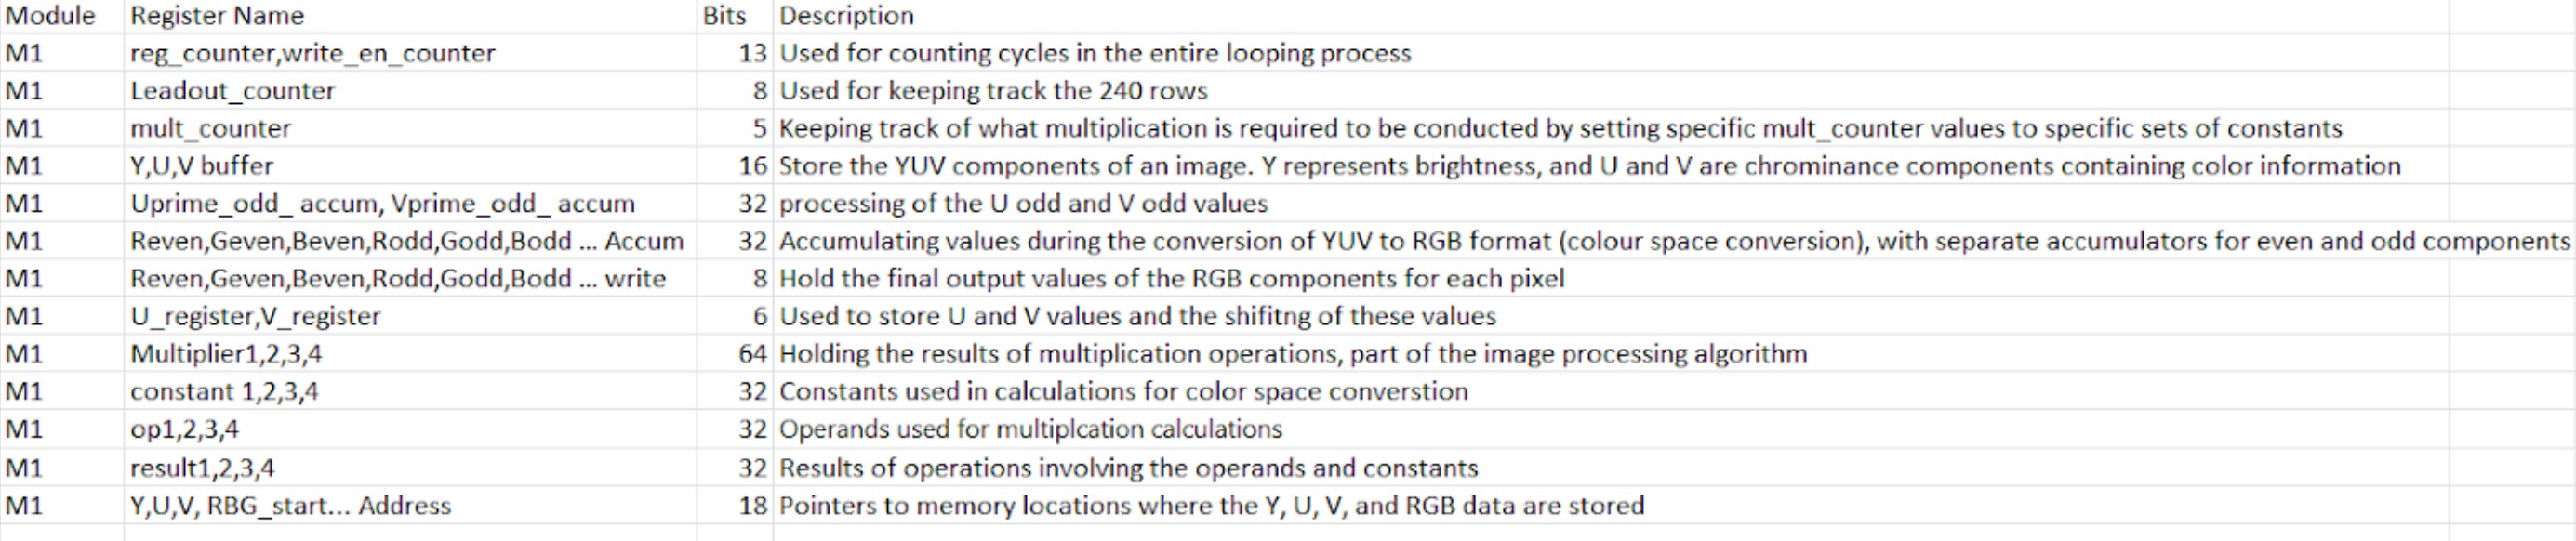 Module Register Name Bits Description
M1 reg_counter,write_en_counter 13 Used for counting cycles in the entire looping process
M1 Leadout_counter 8 Used for keeping track the 240 rows
M1 mult_counter 5 Keeping track of what multiplication is required to be conducted by setting specific mult_counter values to specific sets of constants
M1 Y,U,V buffer 16 Store the YUV components of an image. Y represents brightness, and U and V are chrominance components containing color information
M1 Uprime_odd_ accum, Vprime_odd_ accum 32 processing of the U odd and V odd values
M1 Reven,Geven,Beven,Rodd,Godd,Bodd ... Accum 32 Accumulating values during the conversion of YUV to RGB format (colour space conversion), with separate accumulators for even and odd components
M1 Reven,Geven,Beven,Rodd,Godd,Bodd ... write 8 Hold the final output values of the RGB components for each pixel
M1 U_register,V_register 6 Used to store U and V values and the shifitng of these values
M1 Multiplier1,2,3,4 64 Holding the results of multiplication operations, part of the image processing algorithm
M1 constant 1,2,3,4 32 Constants used in calculations for color space converstion
M1 op1,2,3,4 32 Operands used for multiplcation calculations
M1 result1,2,3,4 32 Results of operations involving the operands and constants
M1 Y,U,V, RBG_start... Address 18 Pointers to memory locations where the Y, U, V, and RGB data are stored